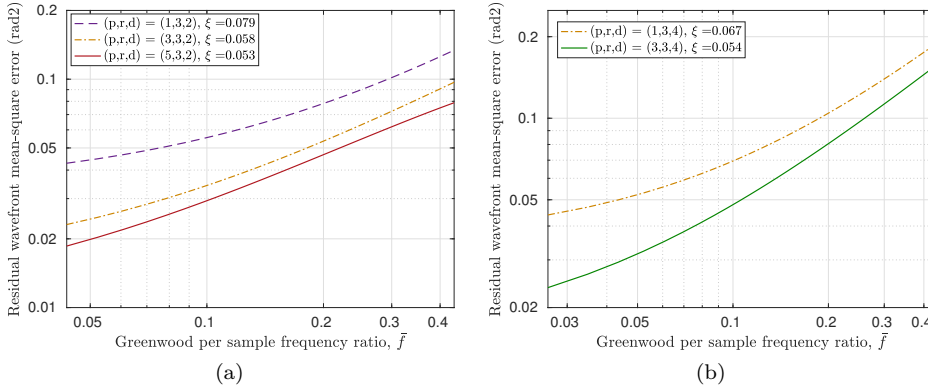 Residual wavefront mean-square error (rad2)
0.2
0.1
0.05
0.02
0.01
(p,r,d) = (1,3,2), ξ=0.079
(p,r,d) = (3,3,2), ξ=0.058
(p,r,d) = (5,3,2), ξ=0.053
0.05 0.1 0.2 0.3 0.4
Greenwood per sample frequency ratio, f̄
(a)
Residual wavefront mean-square error (rad2)
0.2
0.1
0.05
0.02
(p,r,d) = (1,3,4), ξ=0.067
(p,r,d) = (3,3,4), ξ=0.054
0.03 0.05 0.1 0.2 0.3 0.4
Greenwood per sample frequency ratio, f̄
(b)